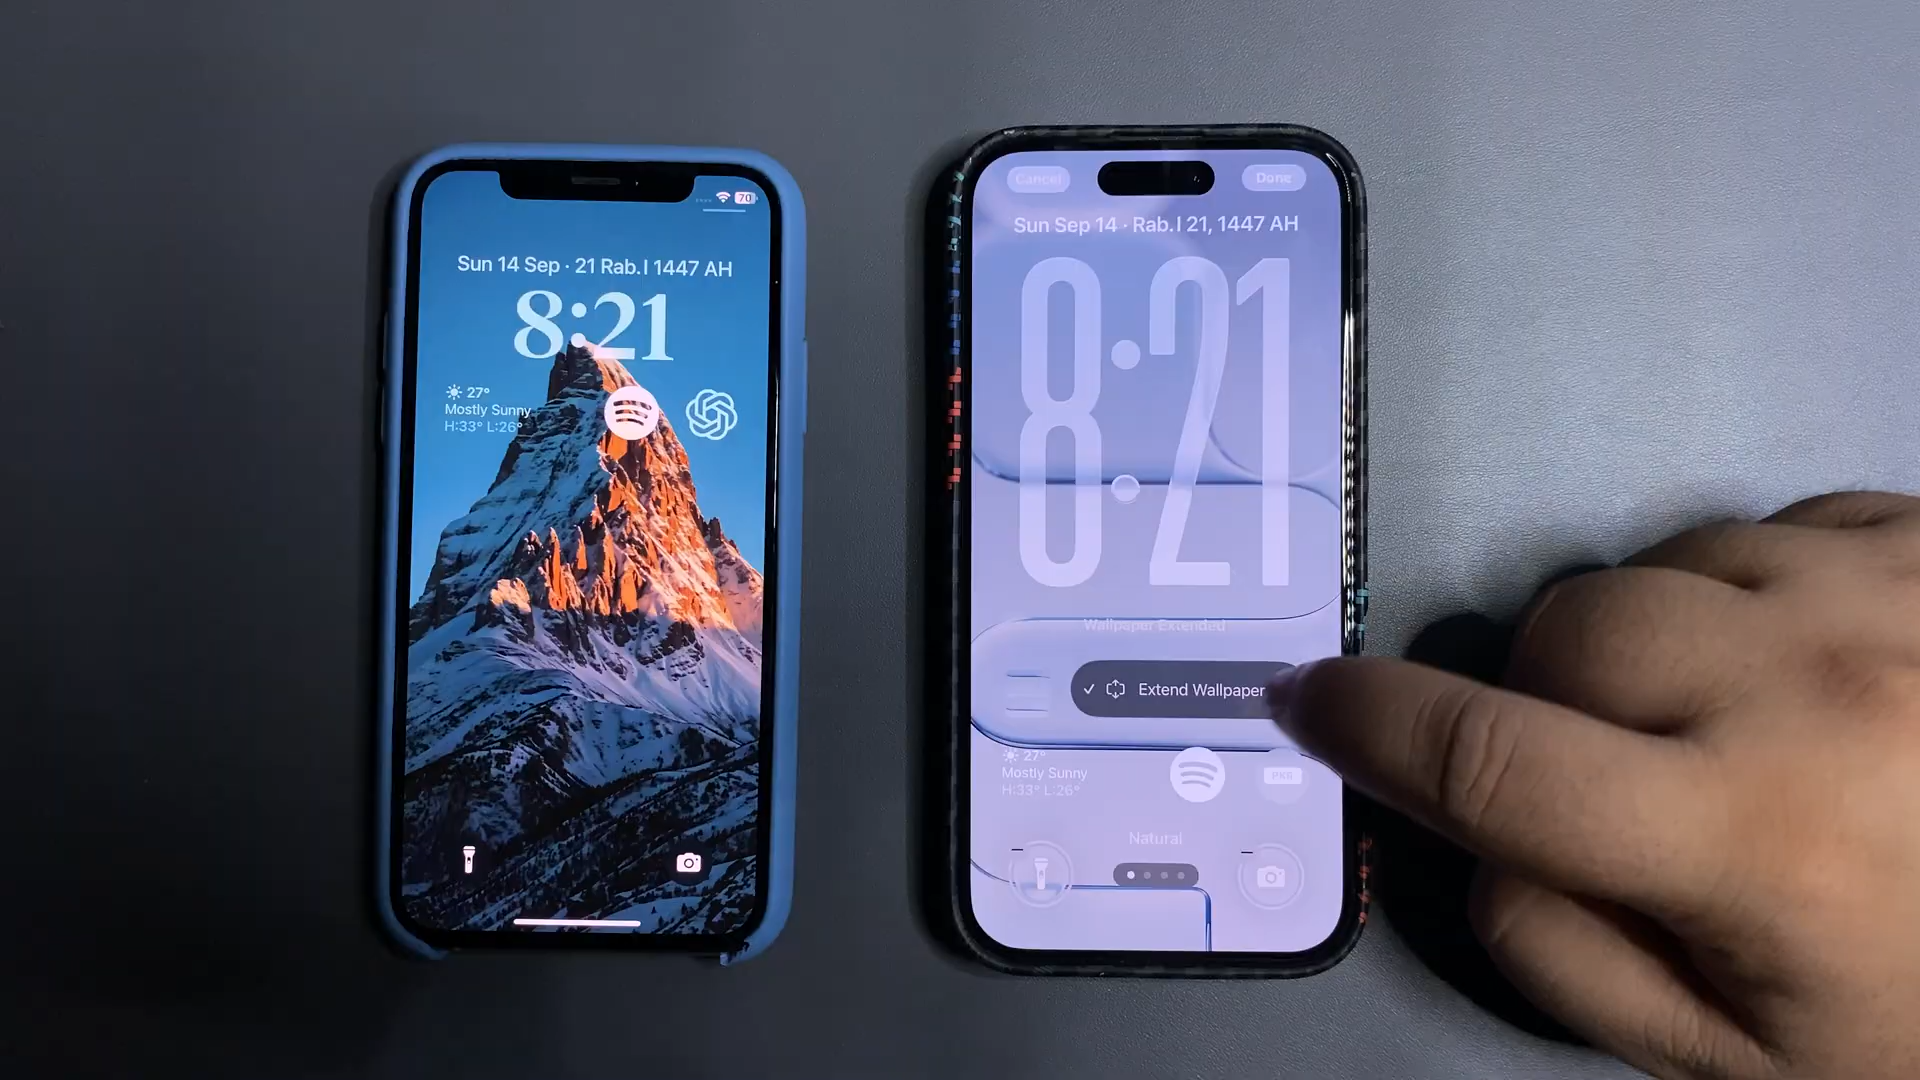 70
Sun 14 Sep · 21 Rab. I 1447 AH
8:21
27°
Mostly Sunny
H:33° L:26°
Cancel
Done
Sun Sep 14 · Rab. I 21, 1447 AH
8:21
Wallpaper Extended
Extend Wallpaper
27°
Mostly Sunny
H:33° L:26°
PKR
Natural